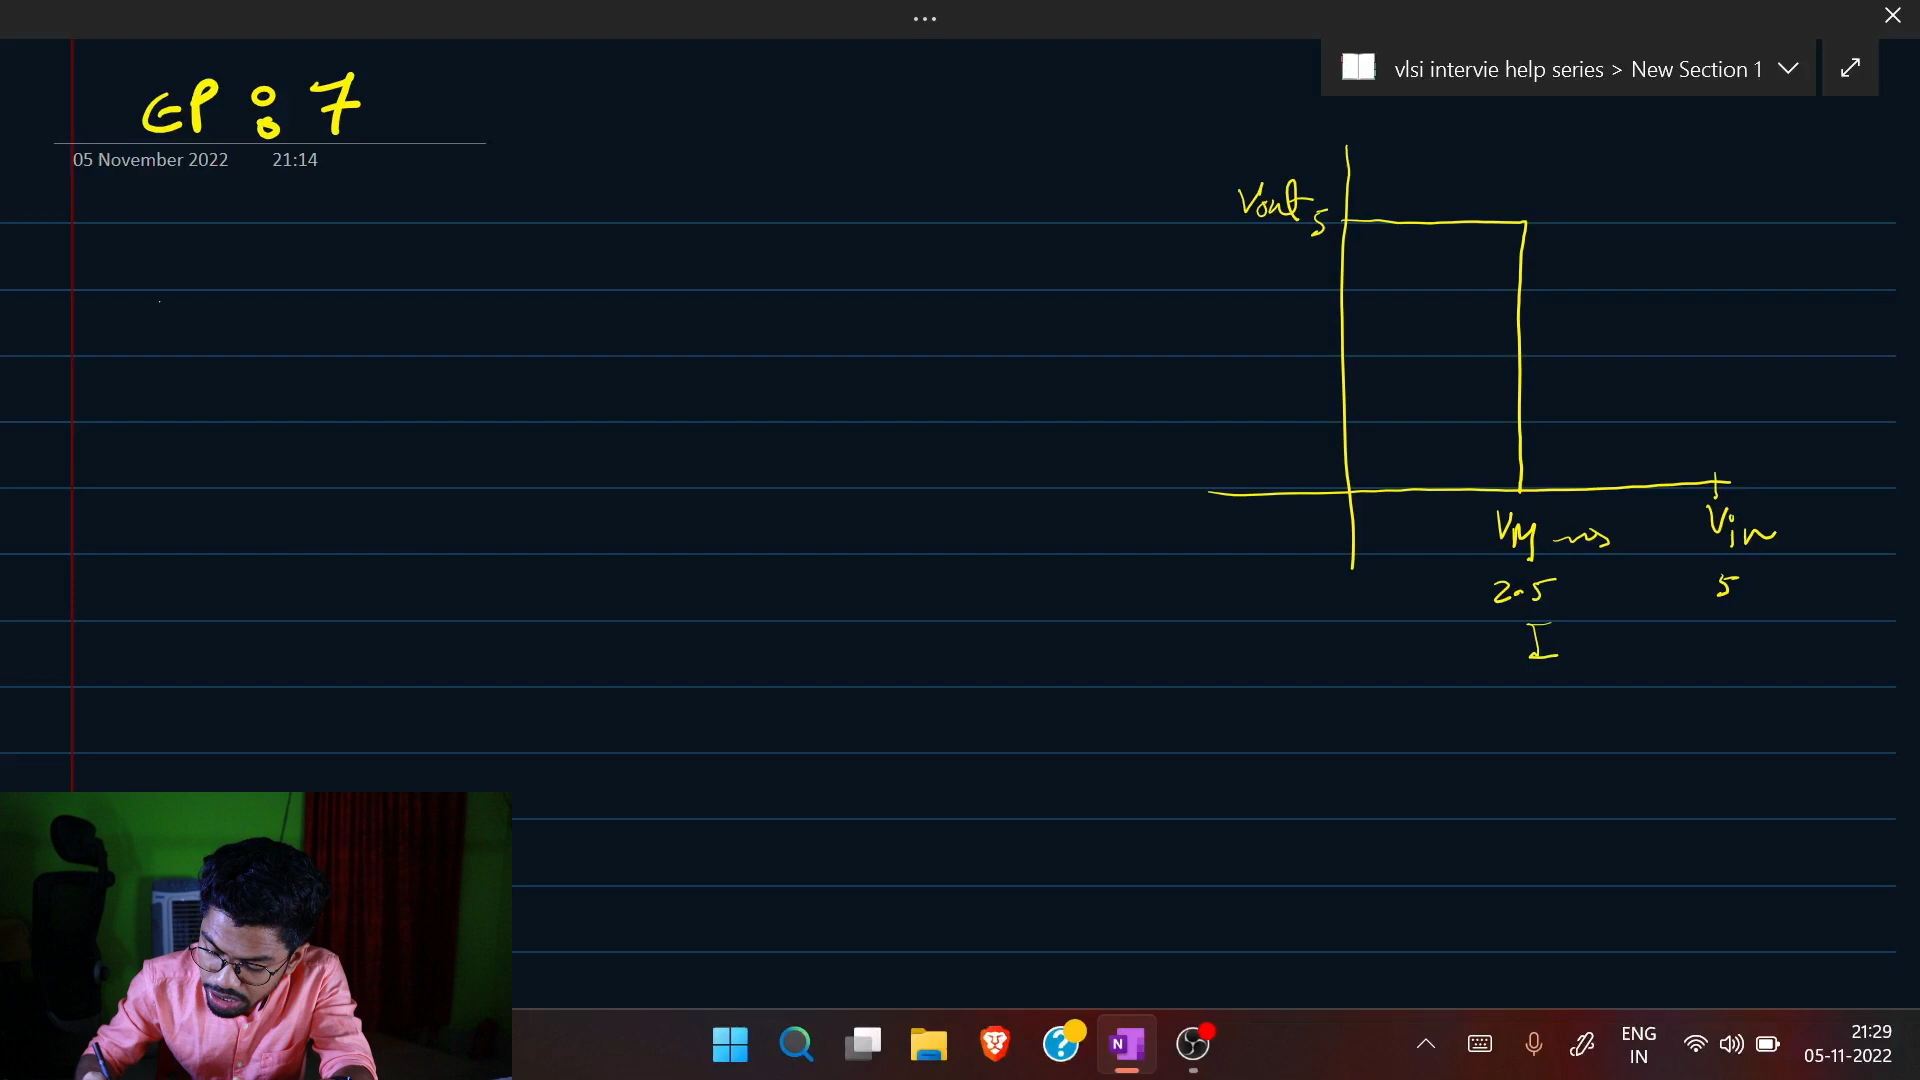 vlsi intervie help series > New Section 1
EP : 7
05 November 2022 21:14
Vout 5
VM Vin
2.5 5
I
ENG
IN
21:29
05-11-2022